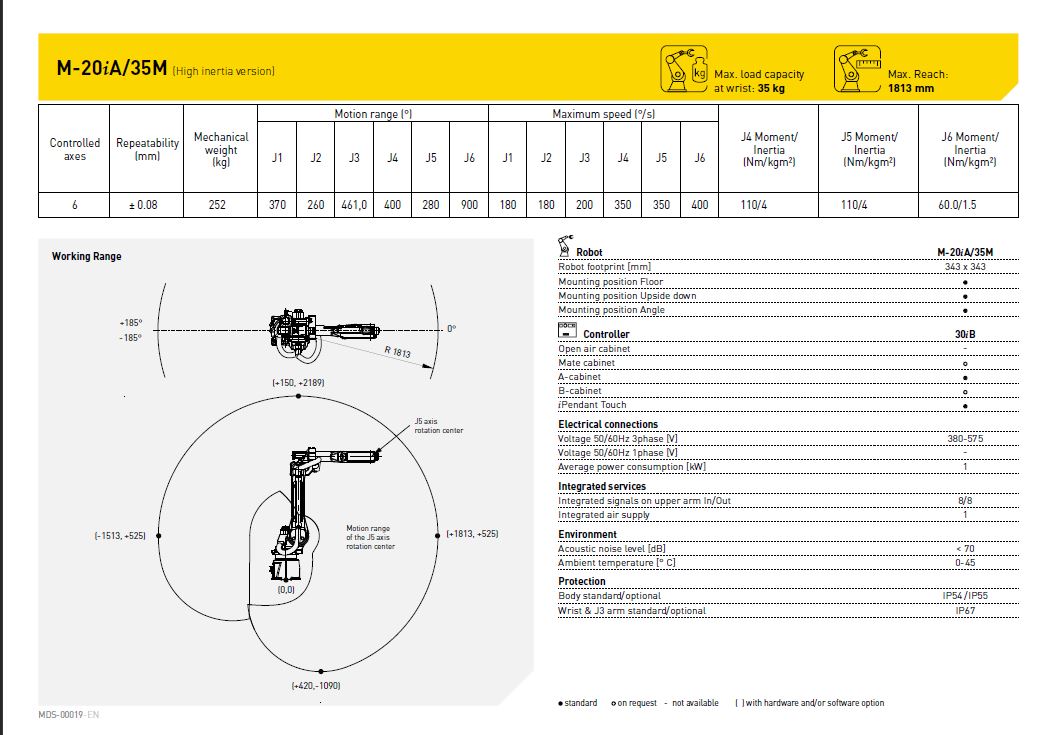 M-20iA/35M (High inertia version)
Max. load capacity
at wrist: 35 kg
kg
Max. Reach:
1813 mm
Controlled axes
Repeatability (mm)
Mechanical weight (kg)
Motion range (°)
Maximum speed (°/s)
J4 Moment/ Inertia (Nm/kgm²)
J5 Moment/ Inertia (Nm/kgm²)
J6 Moment/ Inertia (Nm/kgm²)
J1 J2 J3 J4 J5 J6 J1 J2 J3 J4 J5 J6
6 ± 0.08 252 370 260 461,0 400 280 900 180 180 200 350 350 400 110/4 110/4 60.0/1.5
Working Range
+185°
-185°
0°
R 1813
(+150, +2189)
J5 axis
rotation center
(-1513, +525)
Motion range
of the J5 axis
rotation center
(+1813, +525)
(0,0)
(+420,-1090)
Robot M-20iA/35M
Robot footprint [mm] 343 x 343
Mounting position Floor ●
Mounting position Upside down ●
Mounting position Angle ●
Controller 30iB
Open air cabinet -
Mate cabinet o
A-cabinet ●
B-cabinet o
iPendant Touch ●
Electrical connections
Voltage 50/60Hz 3phase [V] 380-575
Voltage 50/60Hz 1phase [V] -
Average power consumption [kW] 1
Integrated services
Integrated signals on upper arm In/Out 8/8
Integrated air supply 1
Environment
Acoustic noise level [dB] < 70
Ambient temperature [° C] 0-45
Protection
Body standard/optional IP54/IP55
Wrist & J3 arm standard/optional IP67
● standard o on request - not available [ ] with hardware and/or software option
MDS-00019-EN